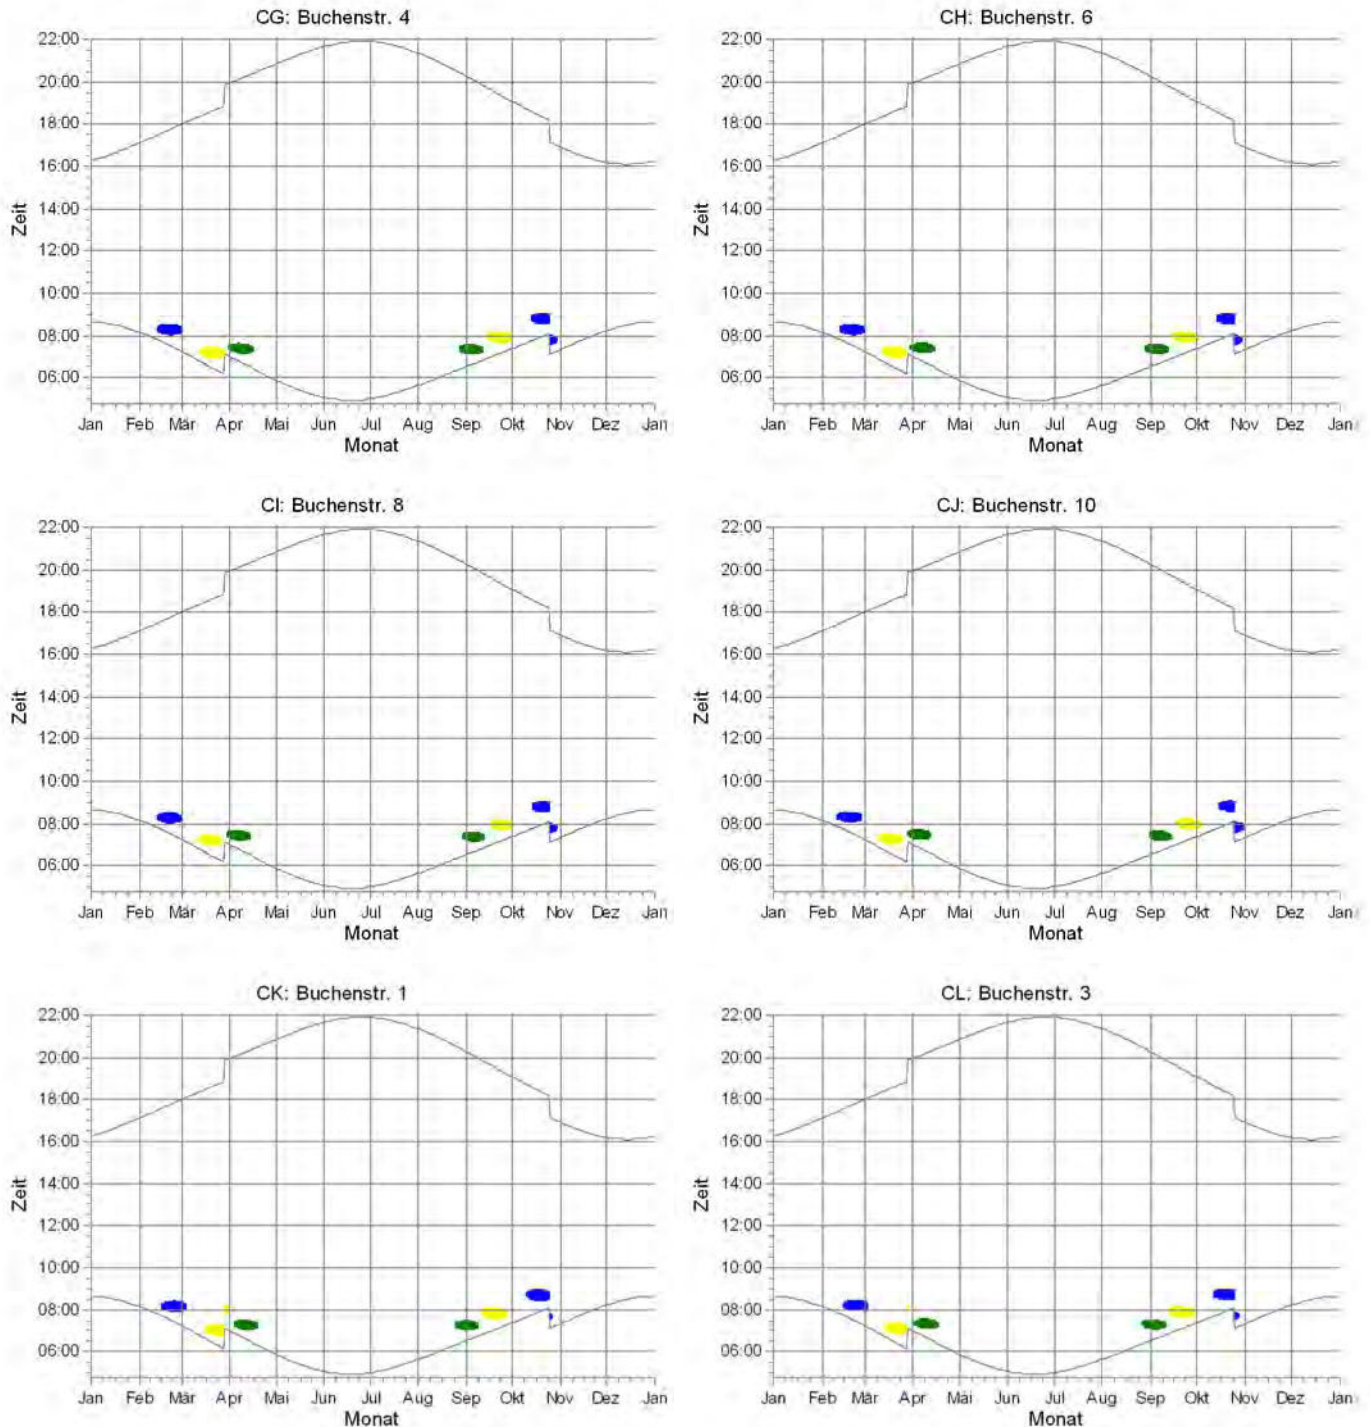 CG: Buchenstr. 4
22:00
20:00
18:00
16:00
14:00
12:00
10:00
08:00
06:00
Zeit
Jan Feb Mär Apr Mai Jun Jul Aug Sep Okt Nov Dez Jan
Monat
CH: Buchenstr. 6
22:00
20:00
18:00
16:00
14:00
12:00
10:00
08:00
06:00
Zeit
Jan Feb Mär Apr Mai Jun Jul Aug Sep Okt Nov Dez Jan
Monat
CI: Buchenstr. 8
22:00
20:00
18:00
16:00
14:00
12:00
10:00
08:00
06:00
Zeit
Jan Feb Mär Apr Mai Jun Jul Aug Sep Okt Nov Dez Jan
Monat
CJ: Buchenstr. 10
22:00
20:00
18:00
16:00
14:00
12:00
10:00
08:00
06:00
Zeit
Jan Feb Mär Apr Mai Jun Jul Aug Sep Okt Nov Dez Jan
Monat
CK: Buchenstr. 1
22:00
20:00
18:00
16:00
14:00
12:00
10:00
08:00
06:00
Zeit
Jan Feb Mär Apr Mai Jun Jul Aug Sep Okt Nov Dez Jan
Monat
CL: Buchenstr. 3
22:00
20:00
18:00
16:00
14:00
12:00
10:00
08:00
06:00
Zeit
Jan Feb Mär Apr Mai Jun Jul Aug Sep Okt Nov Dez Jan
Monat